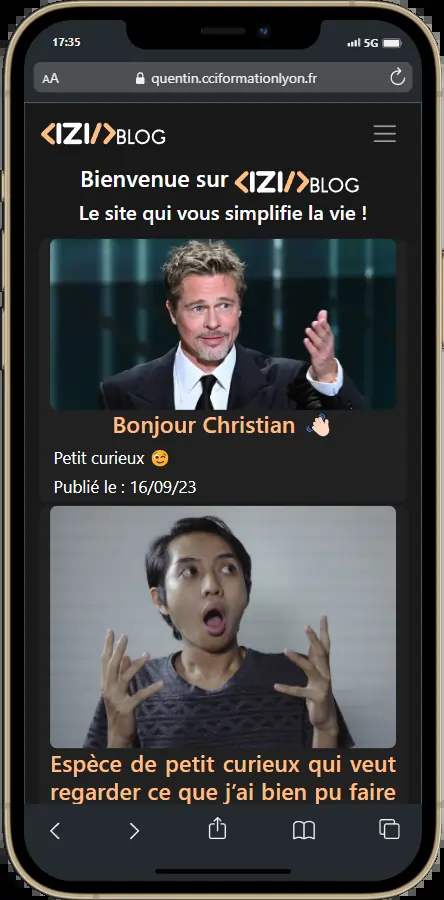 17:35
5G
AA
quentin.cciformationlyon.fr
<IZI/>BLOG
Bienvenue sur <IZI/>BLOG
Le site qui vous simplifie la vie !
Bonjour Christian 👋🏻
Petit curieux 😉
Publié le : 16/09/23
Espèce de petit curieux qui veut
regarder ce que j’ai bien pu faire